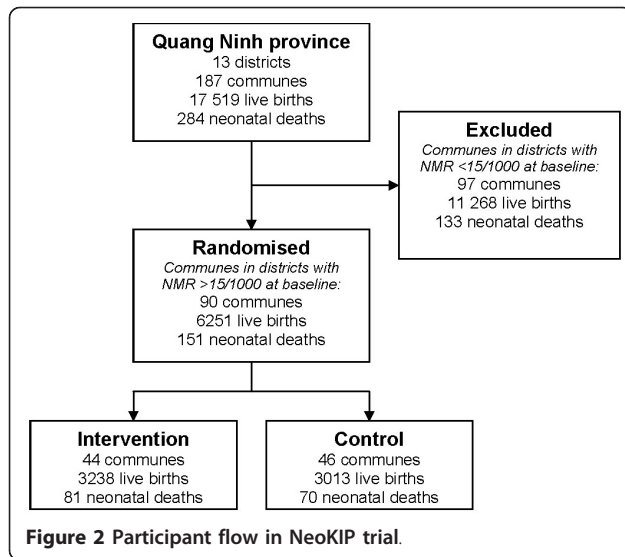 Quang Ninh province
13 districts
187 communes
17 519 live births
284 neonatal deaths
Excluded
Communes in districts with
NMR <15/1000 at baseline:
97 communes
11 268 live births
133 neonatal deaths
Randomised
Communes in districts with
NMR >15/1000 at baseline:
90 communes
6251 live births
151 neonatal deaths
Intervention
44 communes
3238 live births
81 neonatal deaths
Control
46 communes
3013 live births
70 neonatal deaths
Figure 2 Participant flow in NeoKIP trial.